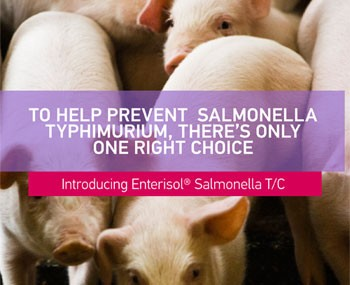 TO HELP PREVENT SALMONELLA
TYPHIMURIUM, THERE'S ONLY
ONE RIGHT CHOICE
Introducing Enterisol® Salmonella T/C